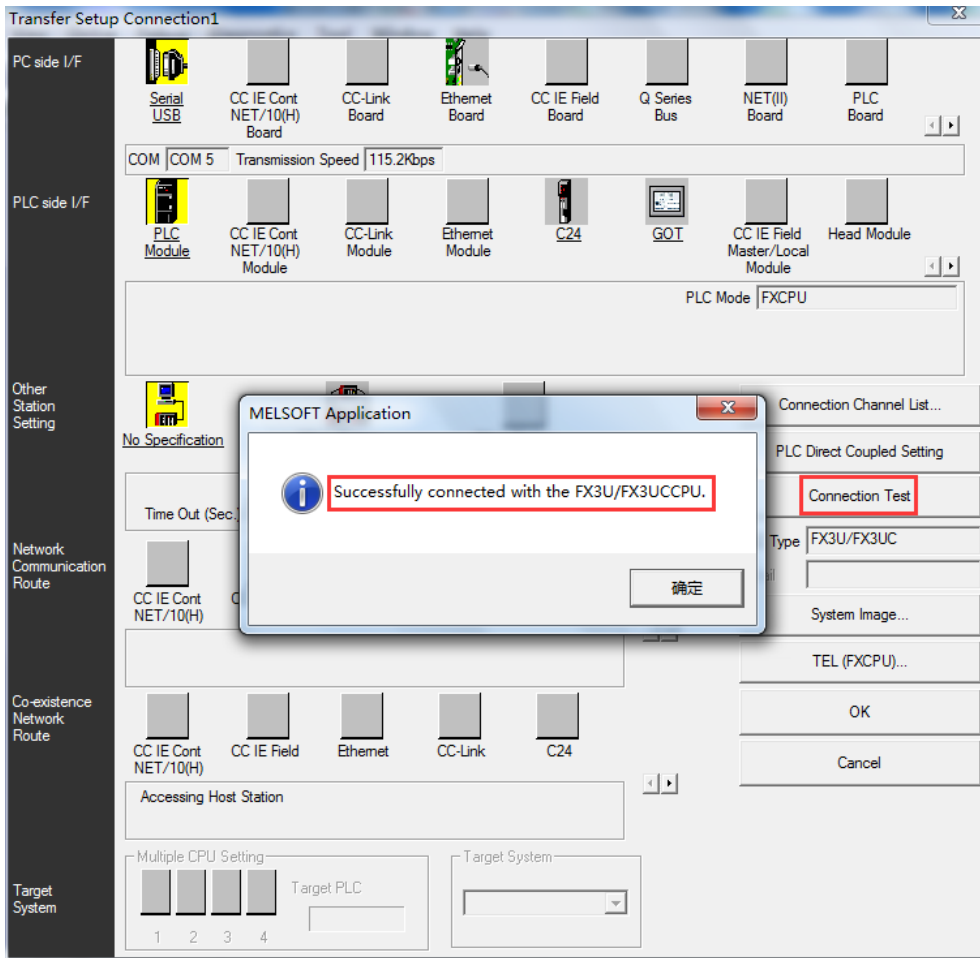 Transfer Setup Connection1
PC side I/F
Serial
USB
CC IE Cont
NET/10(H)
Board
CC-Link
Board
Ethernet
Board
CC IE Field
Board
Q Series
Bus
NET(II)
Board
PLC
Board
COM COM 5 Transmission Speed 115.2Kbps
PLC side I/F
PLC
Module
CC IE Cont
NET/10(H)
Module
CC-Link
Module
Ethernet
Module
C24
GOT
CC IE Field
Master/Local
Module
Head Module
PLC Mode FXCPU
Other
Station
Setting
No Specification
Time Out (Sec.)
MELSOFT Application
Successfully connected with the FX3U/FX3UCCPU.
确定
Connection Channel List...
PLC Direct Coupled Setting
Connection Test
Type FX3U/FX3UC
System Image...
TEL (FXCPU)...
OK
Cancel
Network
Communication
Route
CC IE Cont
NET/10(H)
Co-existence
Network
Route
CC IE Cont
NET/10(H)
CC IE Field
Ethernet
CC-Link
C24
Accessing Host Station
Target
System
Multiple CPU Setting
1 2 3 4
Target PLC
Target System